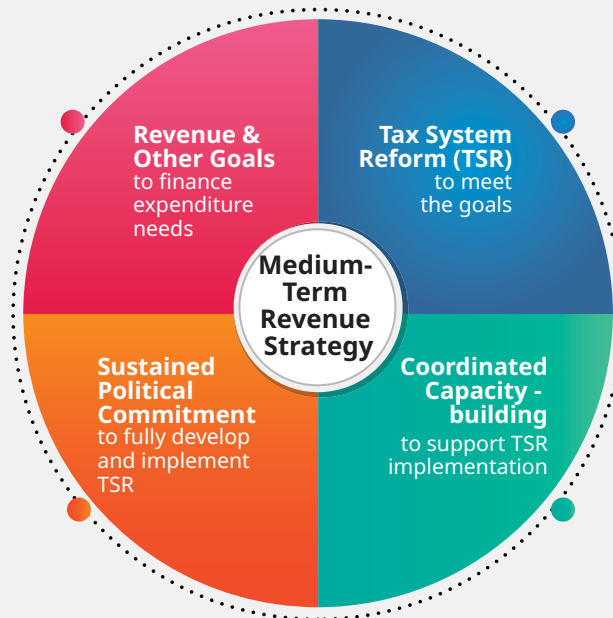 Revenue &
Other Goals
to finance
expenditure
needs
Tax System
Reform (TSR)
to meet
the goals
Medium-
Term
Revenue
Strategy
Sustained
Political
Commitment
to fully develop
and implement
TSR
Coordinated
Capacity -
building
to support TSR
implementation